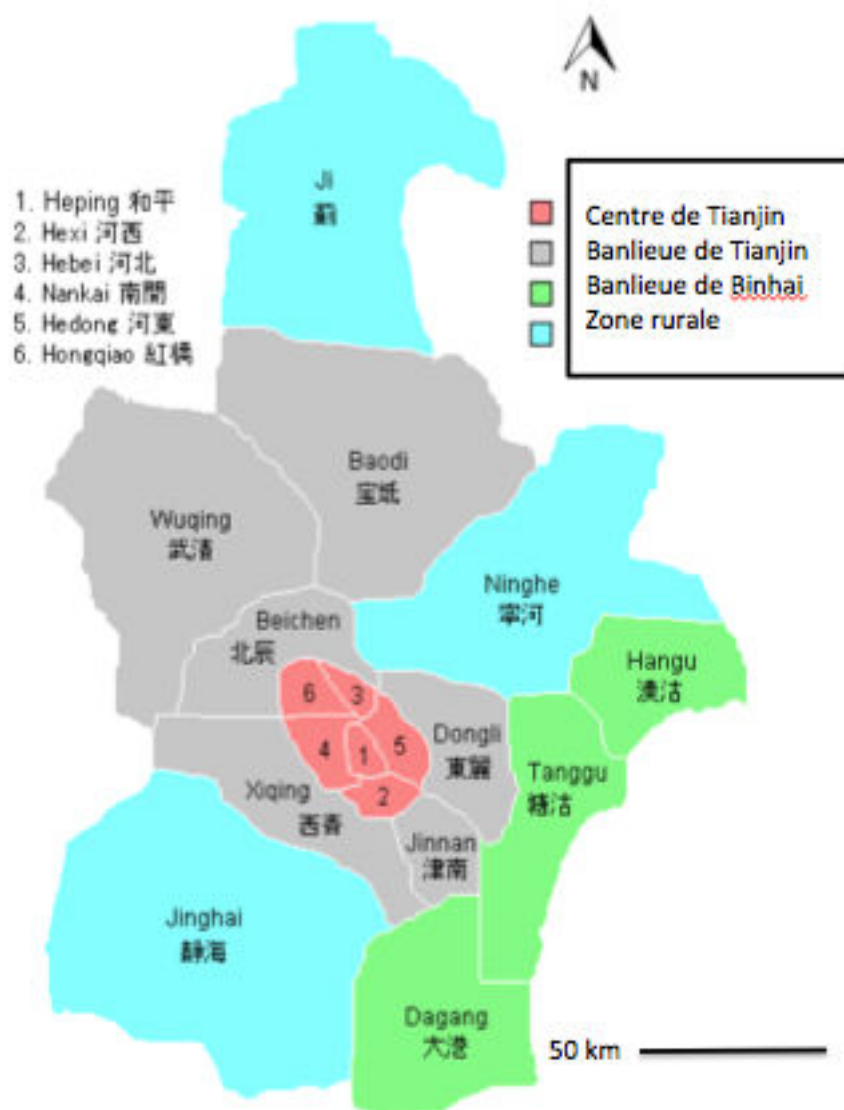 N
1. Heping 和平
2. Hexi 河西
3. Hebei 河北
4. Nankai 南開
5. Hedong 河東
6. Hongqiao 紅橋
Centre de Tianjin
Banlieue de Tianjin
Banlieue de Binhai
Zone rurale
Ji
薊
Baodi
宝坻
Wuqing
武清
Ninghe
寧河
Beichen
北辰
Hangu
漢沽
6
3
Dongli
東麗
4
1
5
Tanggu
塘沽
Xiqing
西青
2
Jinnan
津南
Jinghai
靜海
Dagang
大港
50 km